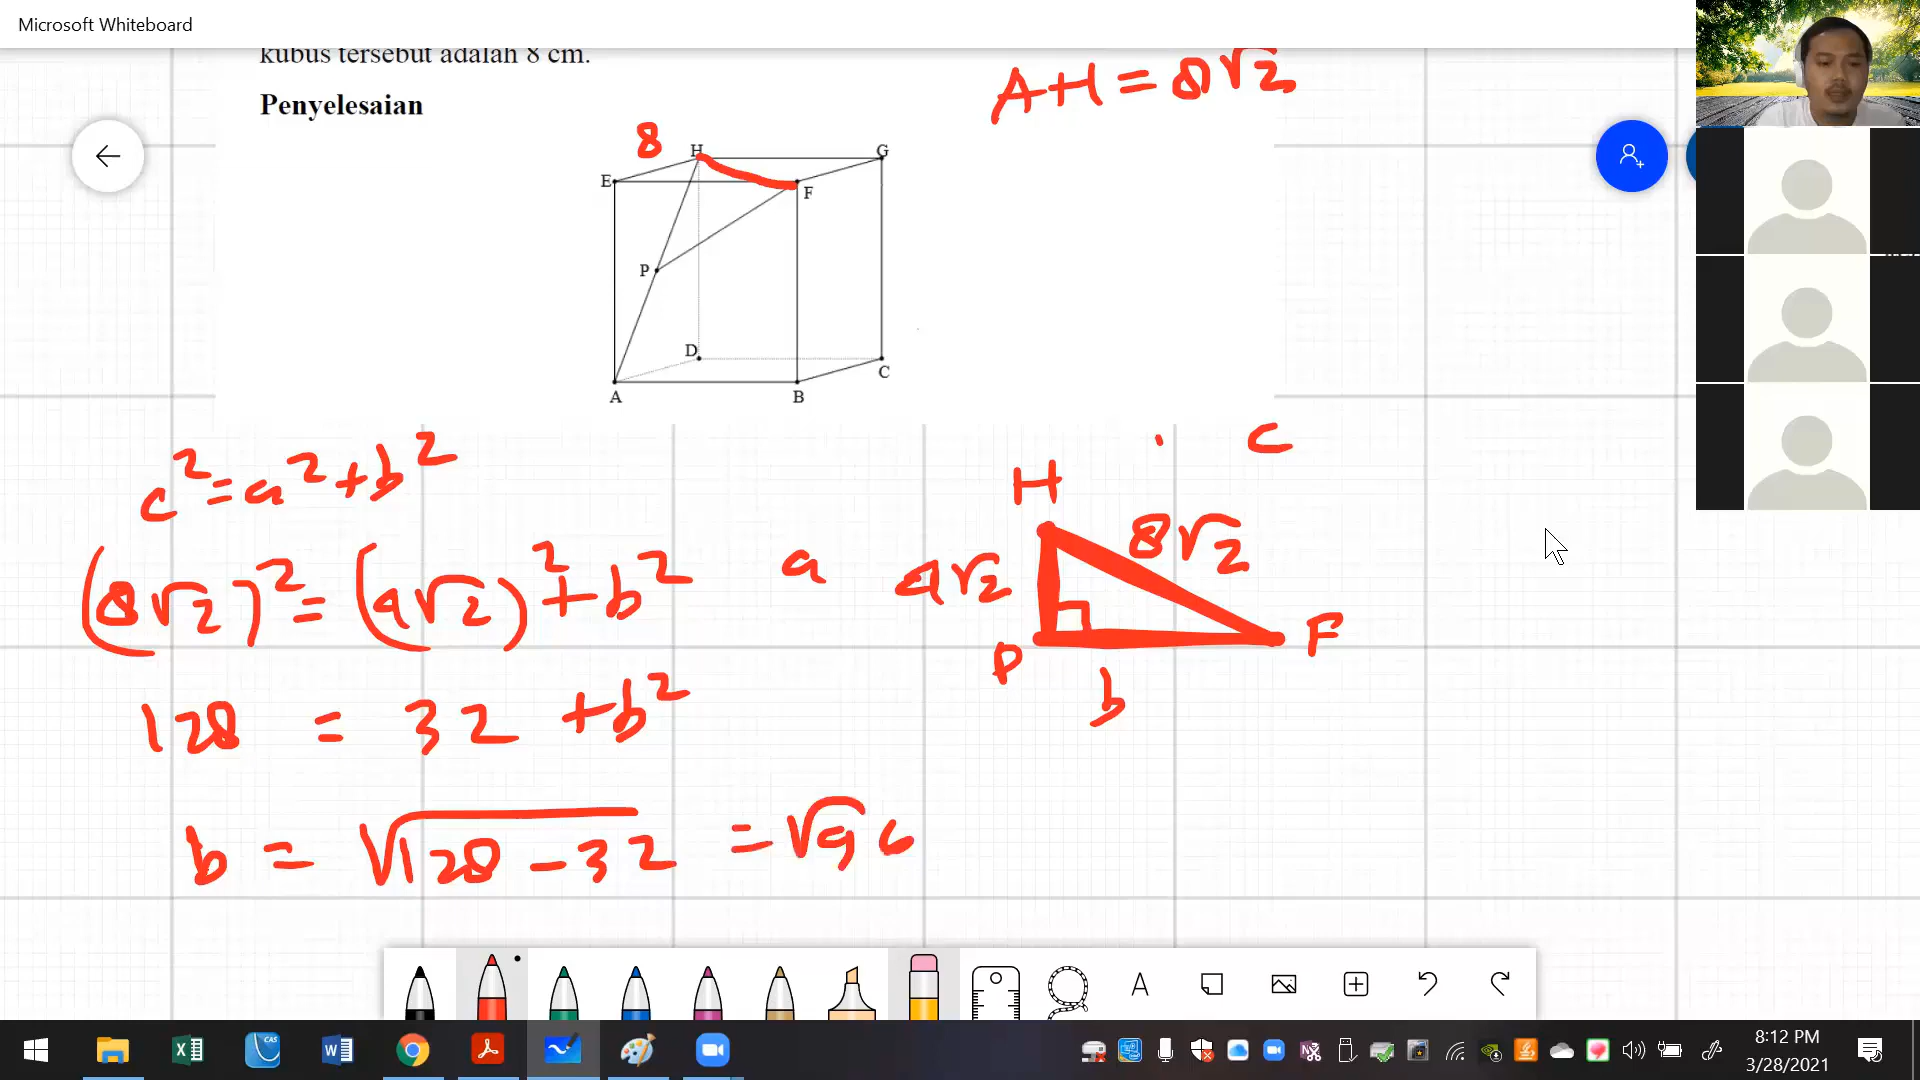 Microsoft Whiteboard
kubus tersebut adalah 8 cm.
Penyelesaian
AH = 8√2
8
H
G
E
F
P
D
C
A
B
c² = a² + b²
c
H
(8√2)² = (4√2)² + b²
a
4√2
8√2
P
F
b
128 = 32 + b²
b = √128 - 32 = √96
A
CAS
8:12 PM
3/28/2021